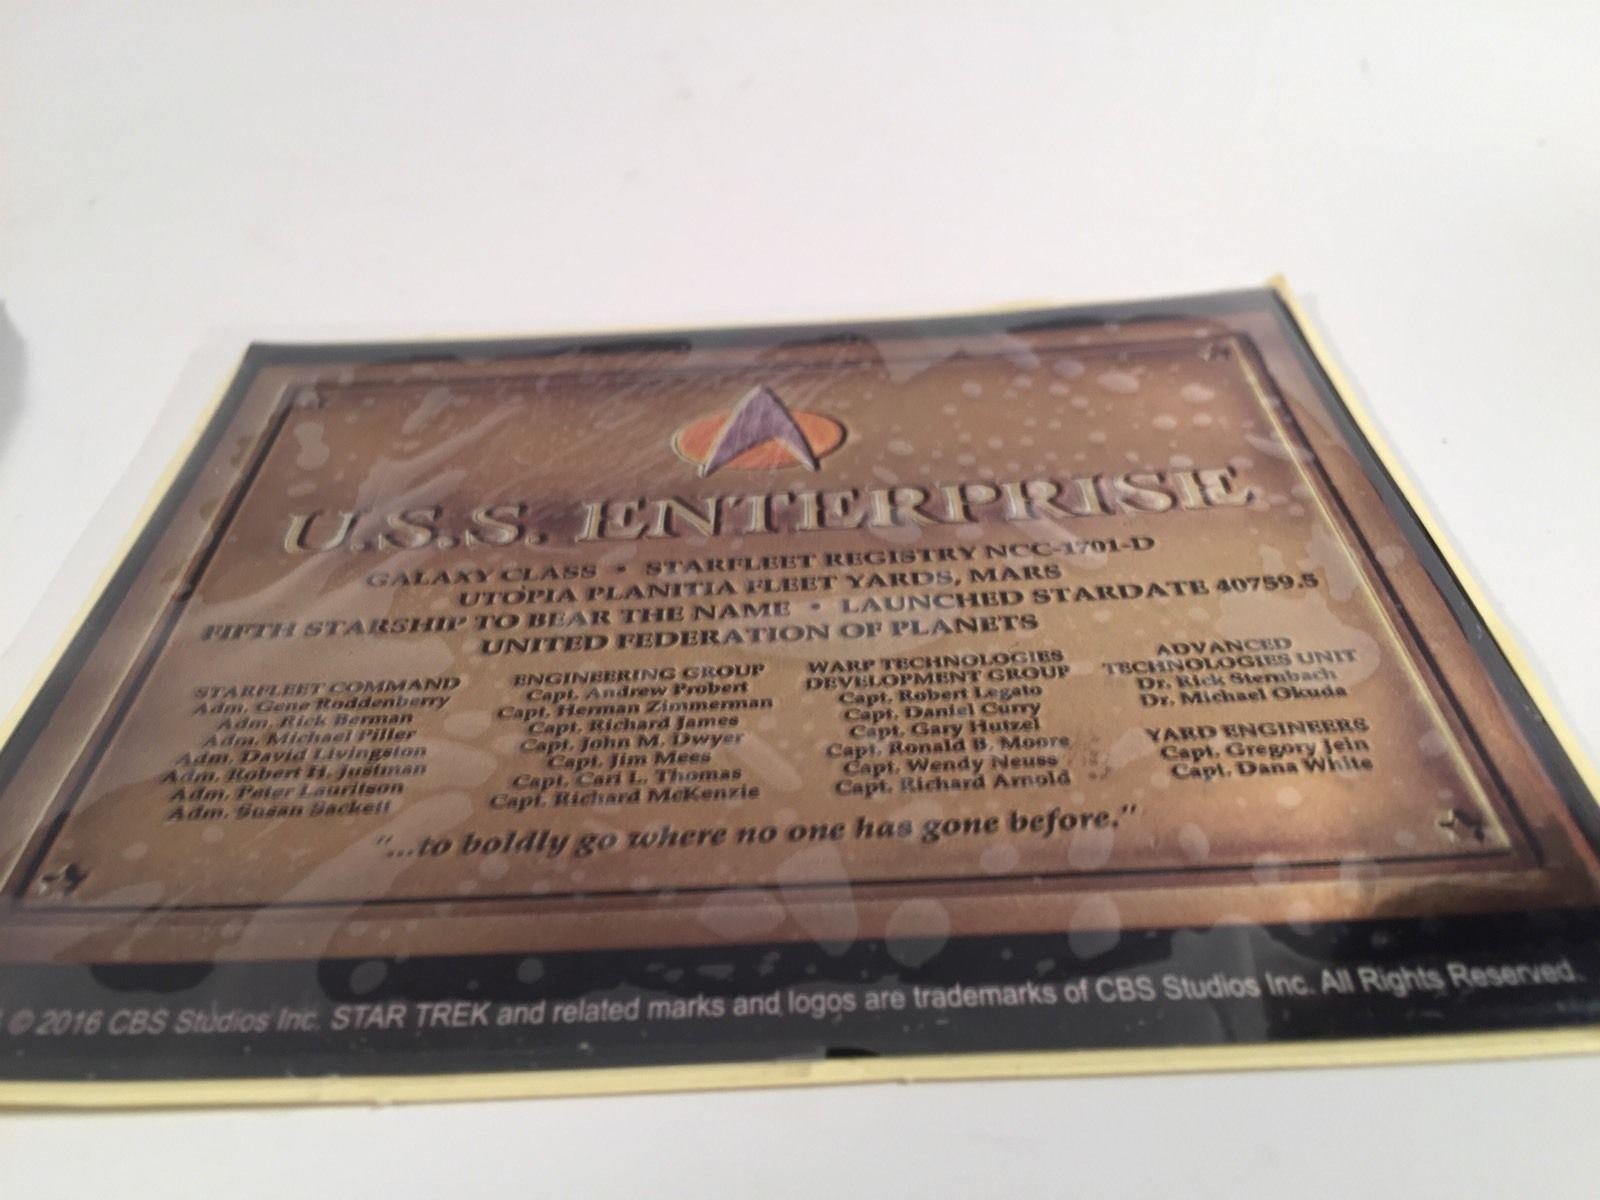 U.S.S. ENTERPRISE
GALAXY CLASS • STARFLEET REGISTRY NCC-1701-D
UTOPIA PLANITIA FLEET YARDS, MARS
FIFTH STARSHIP TO BEAR THE NAME • LAUNCHED STARDATE 40759.5
UNITED FEDERATION OF PLANETS
STARFLEET COMMAND
Adm. Gene Roddenberry
Adm. Rick Berman
Adm. Michael Piller
Adm. David Livingston
Adm. Robert H. Justman
Adm. Peter Lauritson
Adm. Susan Sackett
ENGINEERING GROUP
Capt. Andrew Probert
Capt. Herman Zimmerman
Capt. Richard James
Capt. John M. Dwyer
Capt. Jim Mees
Capt. Cari L. Thomas
Capt. Richard McKenzie
WARP TECHNOLOGIES
DEVELOPMENT GROUP
Capt. Robert Legato
Capt. Daniel Curry
Capt. Gary Hutzel
Capt. Ronald B. Moore
Capt. Wendy Neuss
Capt. Richard Arnold
ADVANCED
TECHNOLOGIES UNIT
Dr. Rick Sternbach
Dr. Michael Okuda
YARD ENGINEERS
Capt. Gregory Jein
Capt. Dana White
"...to boldly go where no one has gone before."
© 2016 CBS Studios Inc. STAR TREK and related marks and logos are trademarks of CBS Studios Inc. All Rights Reserved.